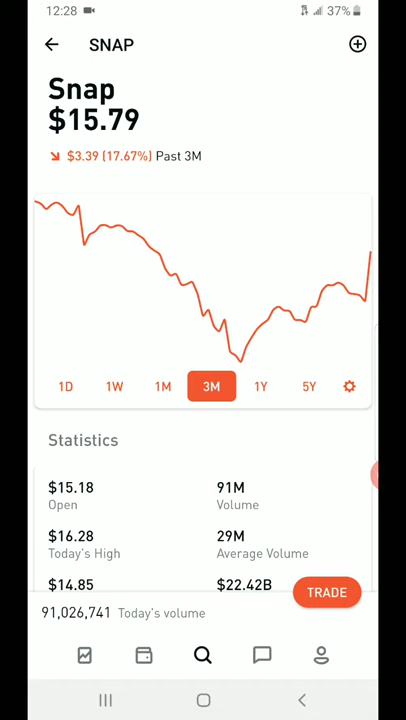 12:28 37%
SNAP
Snap
$15.79
$3.39 (17.67%) Past 3M
1D 1W 1M 3M 1Y 5Y
Statistics
$15.18 91M
Open Volume
$16.28 29M
Today's High Average Volume
$14.85 $22.42B
TRADE
91,026,741 Today's volume